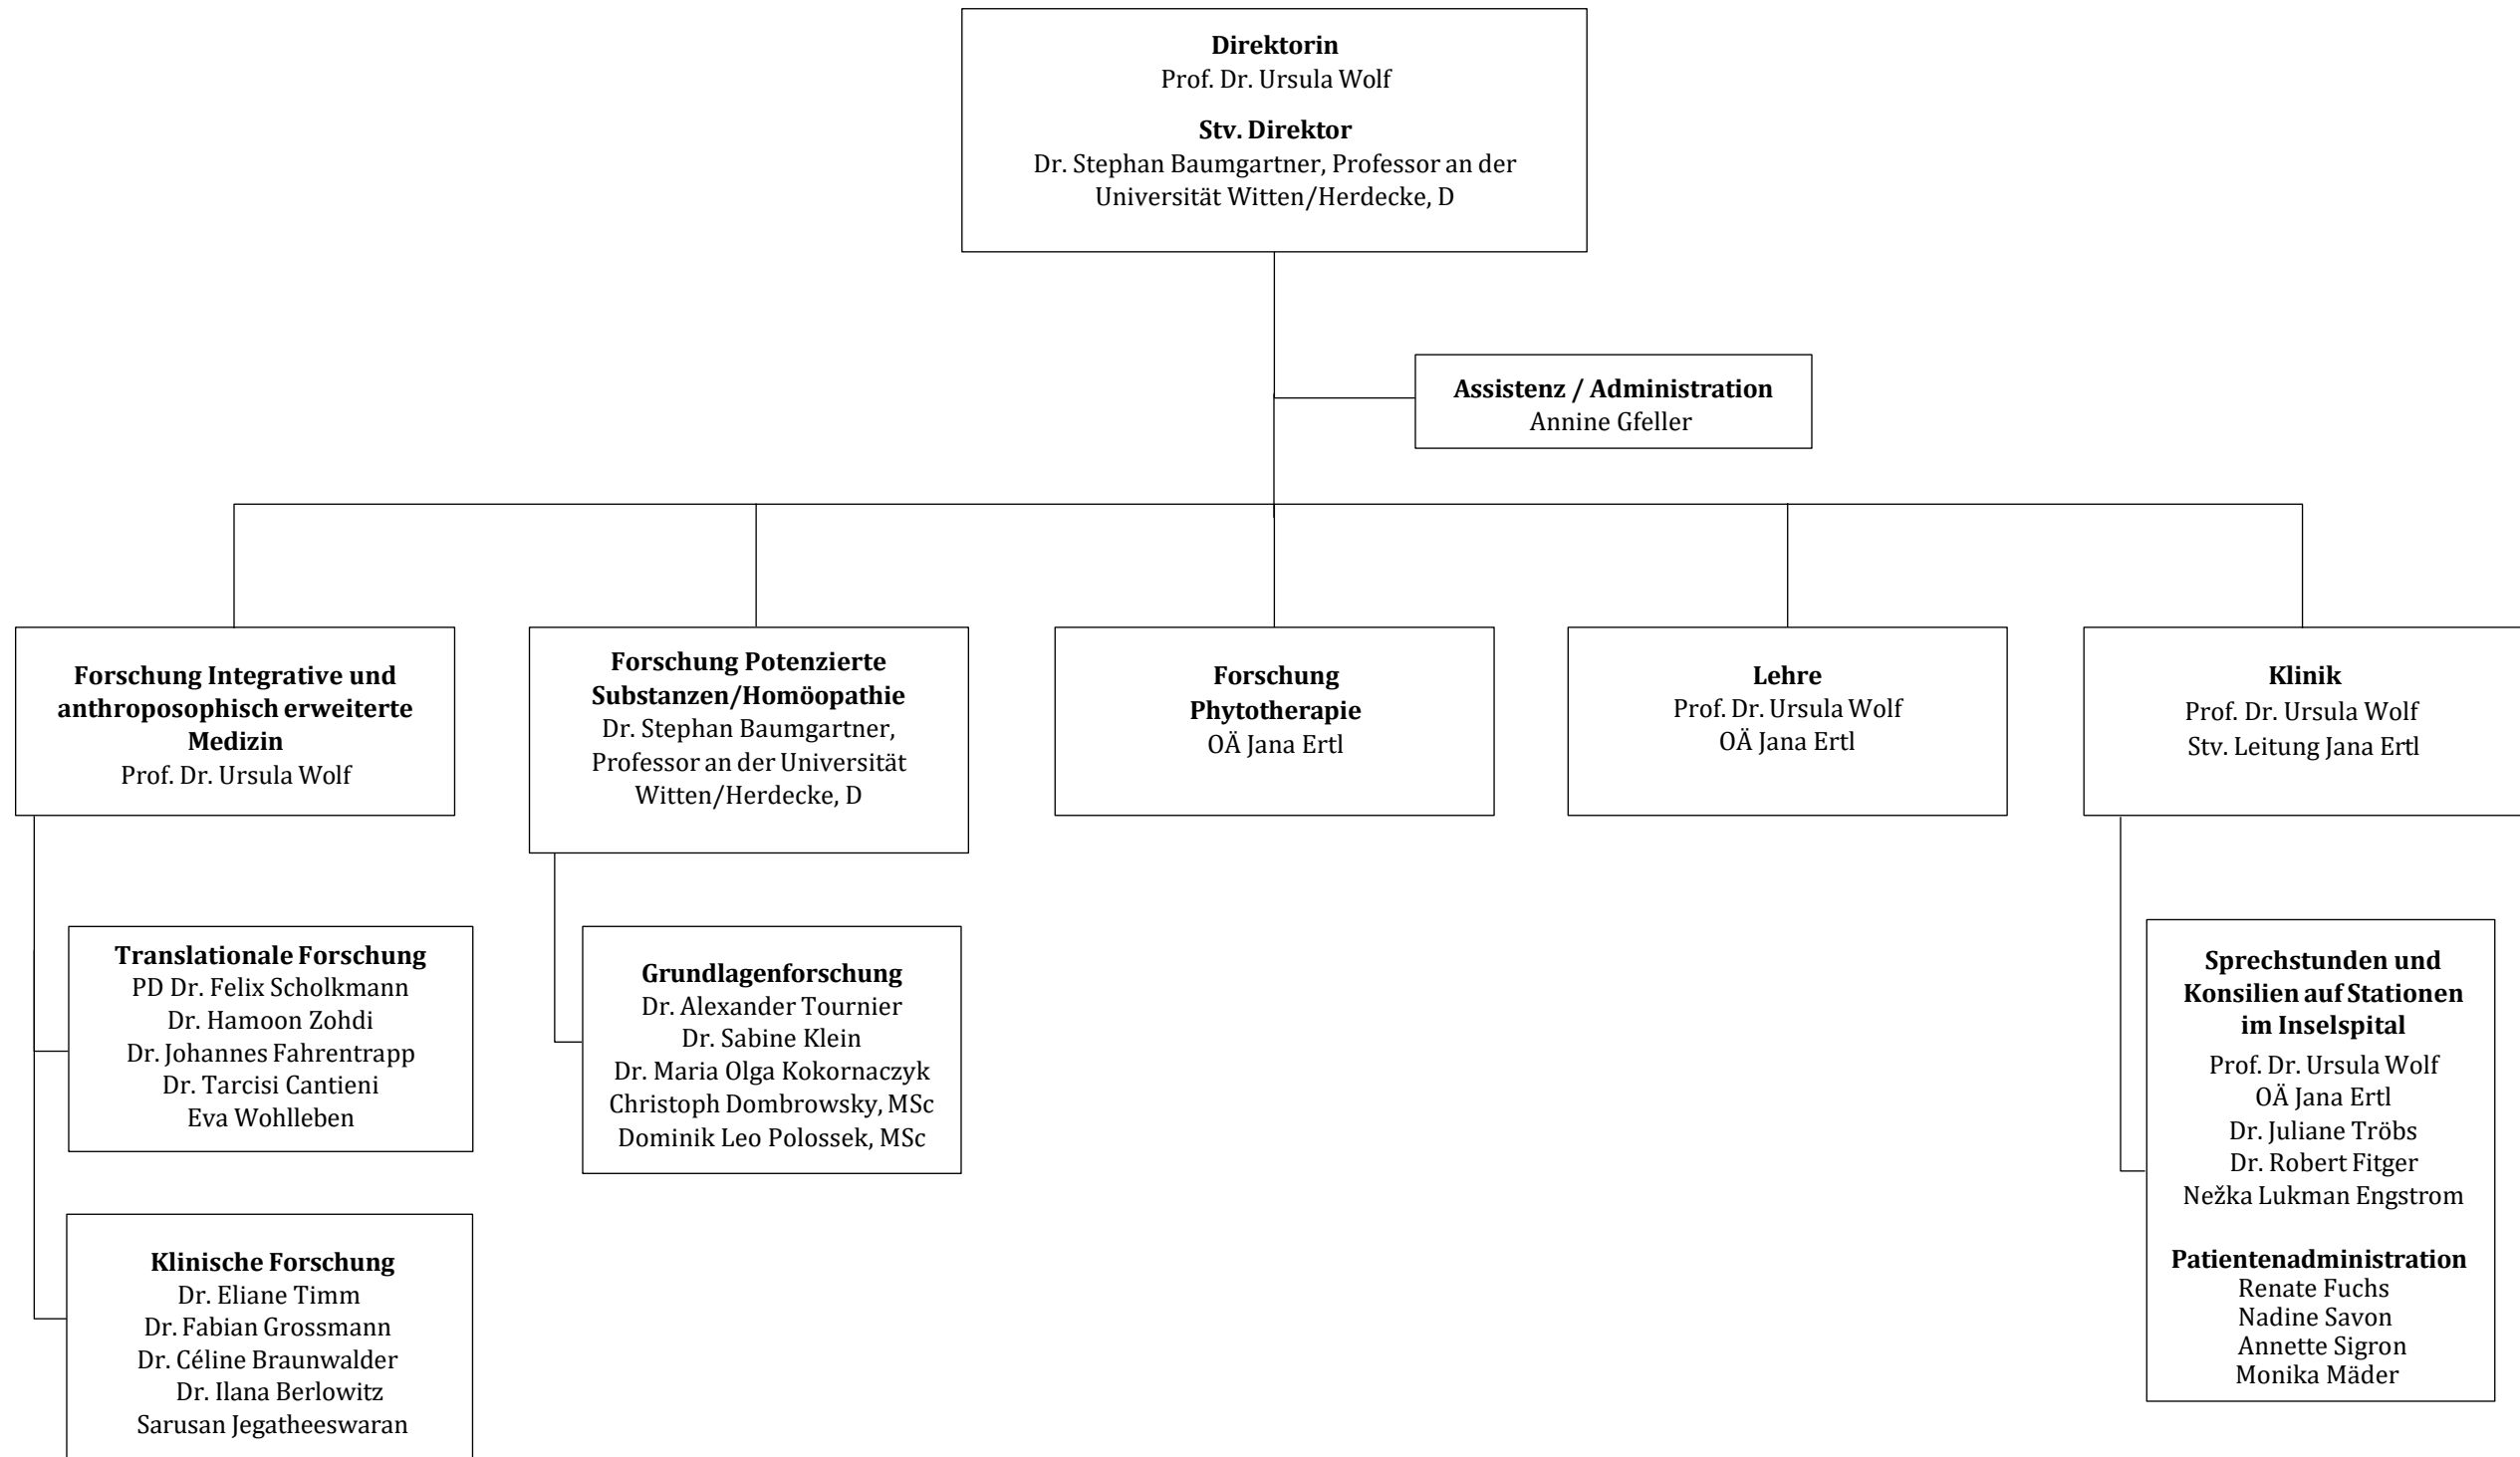 Direktorin
Prof. Dr. Ursula Wolf
Stv. Direktor
Dr. Stephan Baumgartner, Professor an der
Universität Witten/Herdecke, D
Assistenz / Administration
Annine Gfeller
Forschung Integrative und
anthroposophisch erweiterte
Medizin
Prof. Dr. Ursula Wolf
Forschung Potenzierte
Substanzen/Homöopathie
Dr. Stephan Baumgartner,
Professor an der Universität
Witten/Herdecke, D
Forschung
Phytotherapie
OÄ Jana Ertl
Lehre
Prof. Dr. Ursula Wolf
OÄ Jana Ertl
Klinik
Prof. Dr. Ursula Wolf
Stv. Leitung Jana Ertl
Translationale Forschung
PD Dr. Felix Scholkmann
Dr. Hamoon Zohdi
Dr. Johannes Fahrentrapp
Dr. Tarcisi Cantieni
Eva Wohlleben
Grundlagenforschung
Dr. Alexander Tournier
Dr. Sabine Klein
Dr. Maria Olga Kokornaczyk
Christoph Dombrowsky, MSc
Dominik Leo Polossek, MSc
Sprechstunden und
Konsilien auf Stationen
im Inselspital
Prof. Dr. Ursula Wolf
OÄ Jana Ertl
Dr. Juliane Tröbs
Dr. Robert Fitger
Nežka Lukman Engstrom
Patientenadministration
Renate Fuchs
Nadine Savon
Annette Sigron
Monika Mäder
Klinische Forschung
Dr. Eliane Timm
Dr. Fabian Grossmann
Dr. Céline Braunwalder
Dr. Ilana Berlowitz
Sarusan Jegatheeswaran